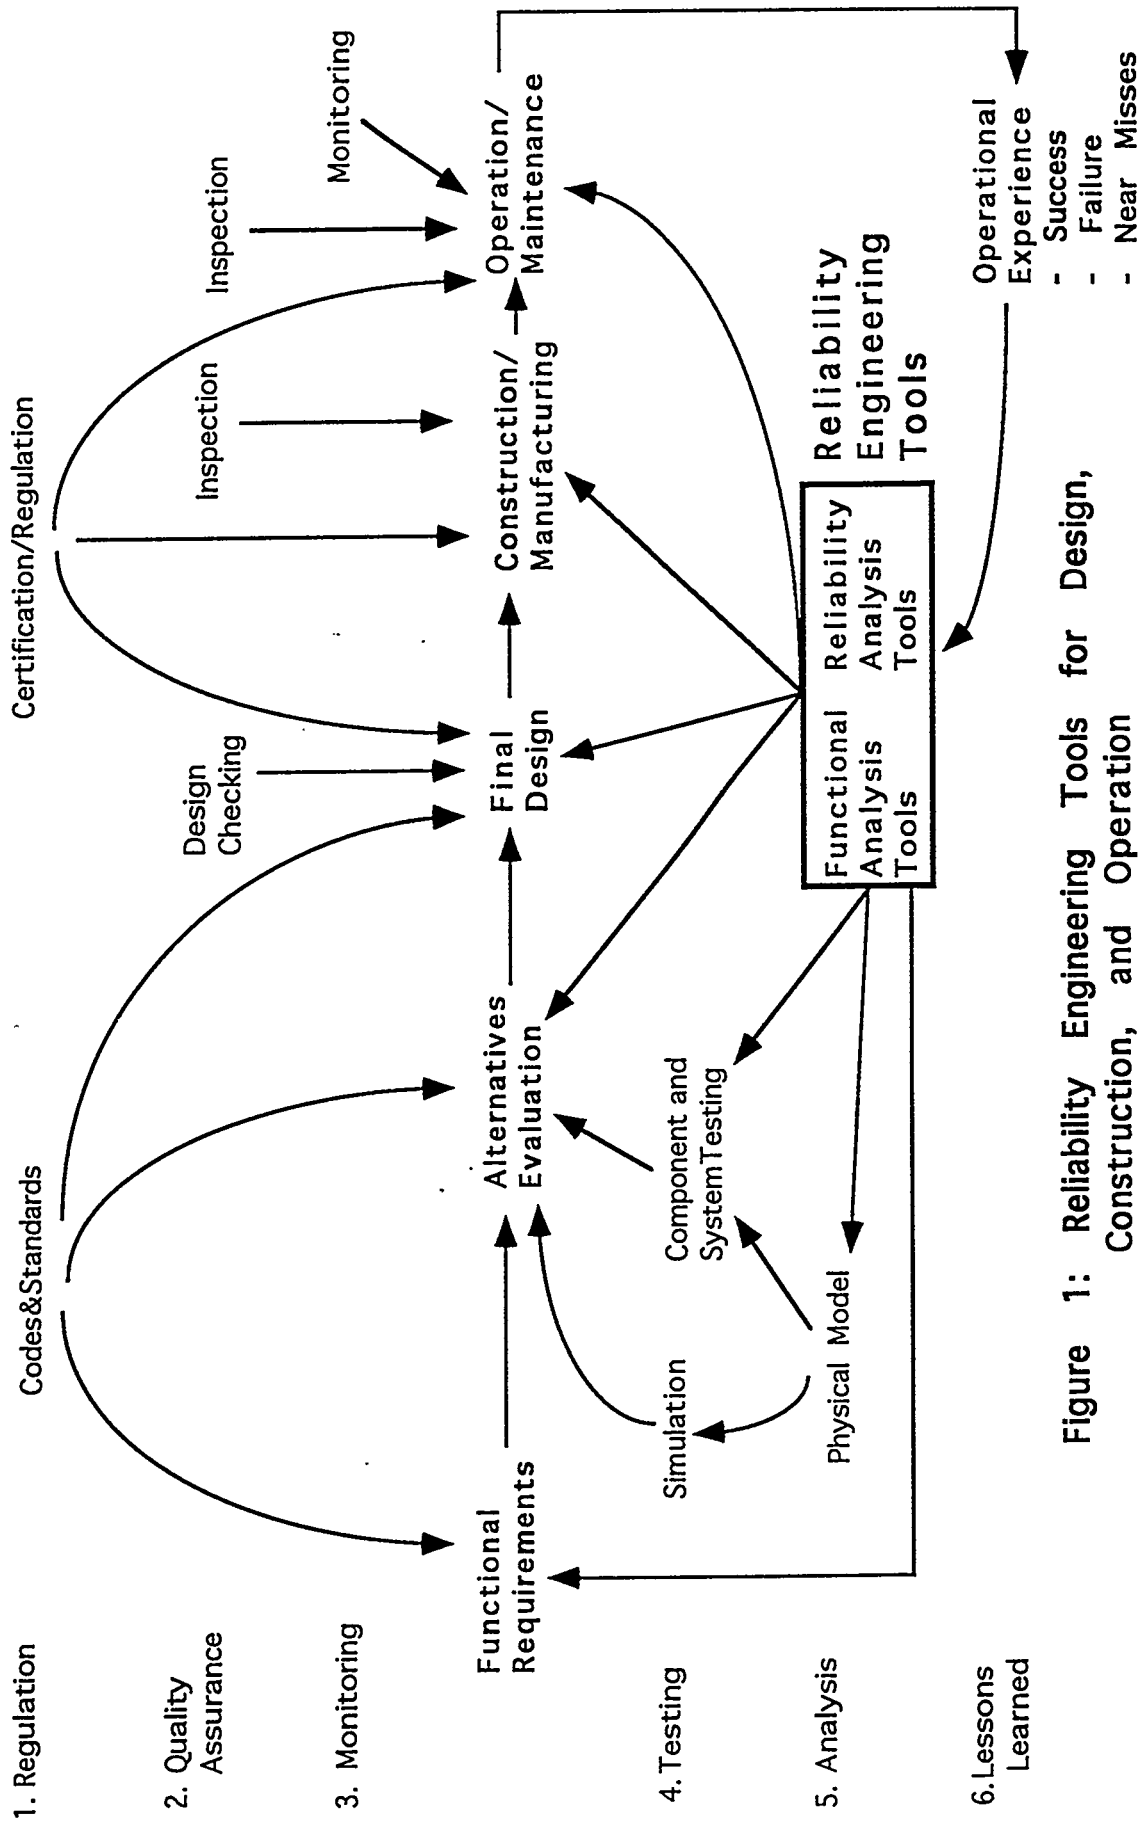 1. Regulation
Codes&Standards
Certification/Regulation
2. Quality
Assurance
Design
Checking
Inspection
Inspection
3. Monitoring
Monitoring
Functional
Requirements
Alternatives
Evaluation
Final
Design
Construction/
Manufacturing
Operation/
Maintenance
4. Testing
Simulation
Component and
SystemTesting
5. Analysis
Physical Model
Functional
Analysis
Tools
Reliability
Analysis
Tools
Reliability
Engineering
Tools
6.Lessons
Learned
Operational
Experience
- Success
- Failure
- Near Misses
Figure 1: Reliability Engineering Tools for Design,
Construction, and Operation